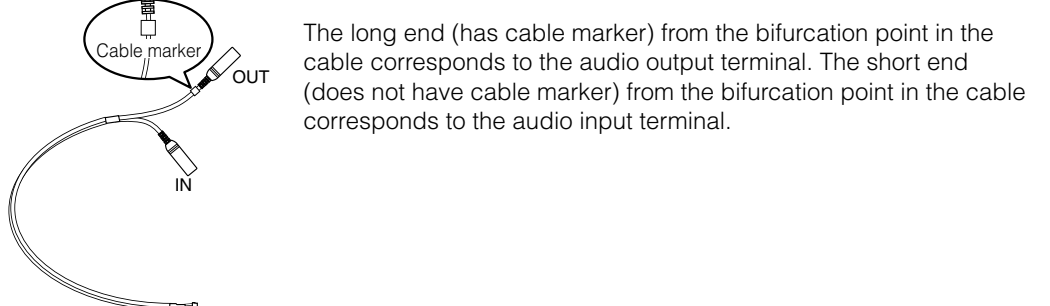 Cable marker
OUT
IN
The long end (has cable marker) from the bifurcation point in the
cable corresponds to the audio output terminal. The short end
(does not have cable marker) from the bifurcation point in the cable
corresponds to the audio input terminal.